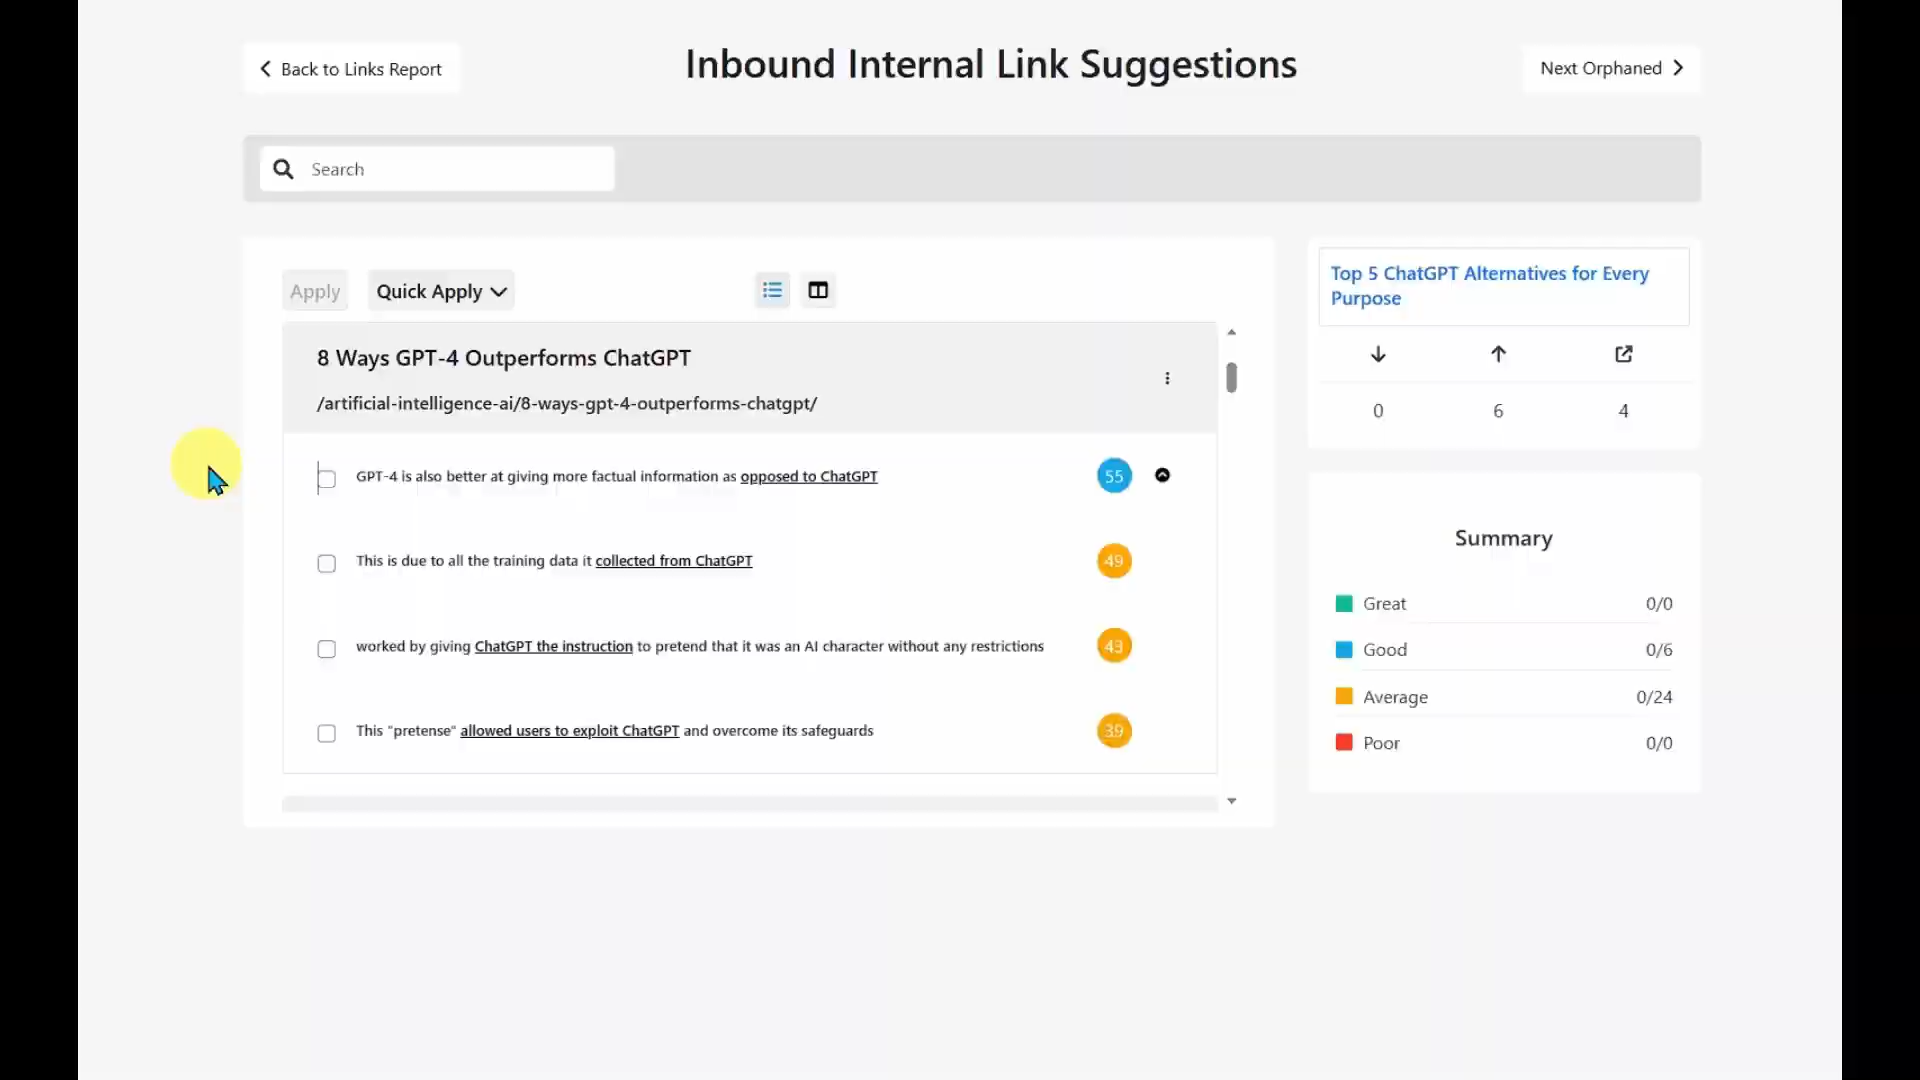 Back to Links Report
Inbound Internal Link Suggestions
Next Orphaned
Search
Apply
Quick Apply
8 Ways GPT-4 Outperforms ChatGPT
/artificial-intelligence-ai/8-ways-gpt-4-outperforms-chatgpt/
GPT-4 is also better at giving more factual information as opposed to ChatGPT
55
This is due to all the training data it collected from ChatGPT
49
worked by giving ChatGPT the instruction to pretend that it was an AI character without any restrictions
43
This "pretense" allowed users to exploit ChatGPT and overcome its safeguards
39
Top 5 ChatGPT Alternatives for Every
Purpose
0 6 4
Summary
Great 0/0
Good 0/6
Average 0/24
Poor 0/0